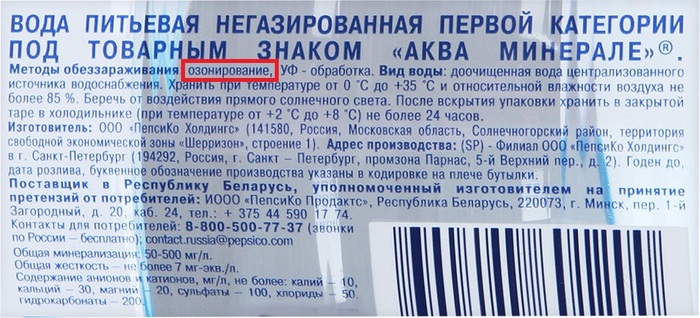 ВОДА ПИТЬЕВАЯ НЕГАЗИРОВАННАЯ ПЕРВОЙ КАТЕГОРИИ
ПОД ТОВАРНЫМ ЗНАКОМ «АКВА МИНЕРАЛЕ»®.
Методы обеззараживания: озонирование, УФ - обработка. Вид воды: доочищенная вода централизованного
источника водоснабжения. Хранить при температуре от 0 °С до +35 °С и относительной влажности воздуха не
более 85 %. Беречь от воздействия прямого солнечного света. После вскрытия упаковки хранить в закрытой
таре в холодильнике (при температуре от +2 °С до +8 °С) не более 24 часов.
Изготовитель: ООО «ПепсиКо Холдингс» (141580, Россия, Московская область, Солнечногорский район, территория
свободной экономической зоны «Шерризон», строение 1). Адрес производства: (SP) - Филиал ООО «ПепсиКо Холдингс»
в г. Санкт-Петербург (194292, Россия, г. Санкт – Петербург, промзона Парнас, 5-й Верхний пер., д. 2). Годен до,
дата розлива, буквенное обозначение производства указаны в кодировке на плече бутылки.
Поставщик в Республику Беларусь, уполномоченный изготовителем на принятие
претензий от потребителей: ИООО «ПепсиКо Продактс», Республика Беларусь, 220073, г. Минск, пер. 1-й
Загородный, д. 20, каб. 24, тел.: + 375 44 590 77 74.
Контакты для потребителей: 8-800-500-77-37 (звонки
по России – бесплатно); contact.russia@pepsico.com
Общая минерализация: 50-500 мг/л.
Общая жесткость - не более 7 мг-экв./л.
Содержание анионов и катионов, мг/л, не более: калий – 10,
кальций - 30, магний - 20, сульфаты – 100, хлориды – 50
гидрокарбонаты - 200.